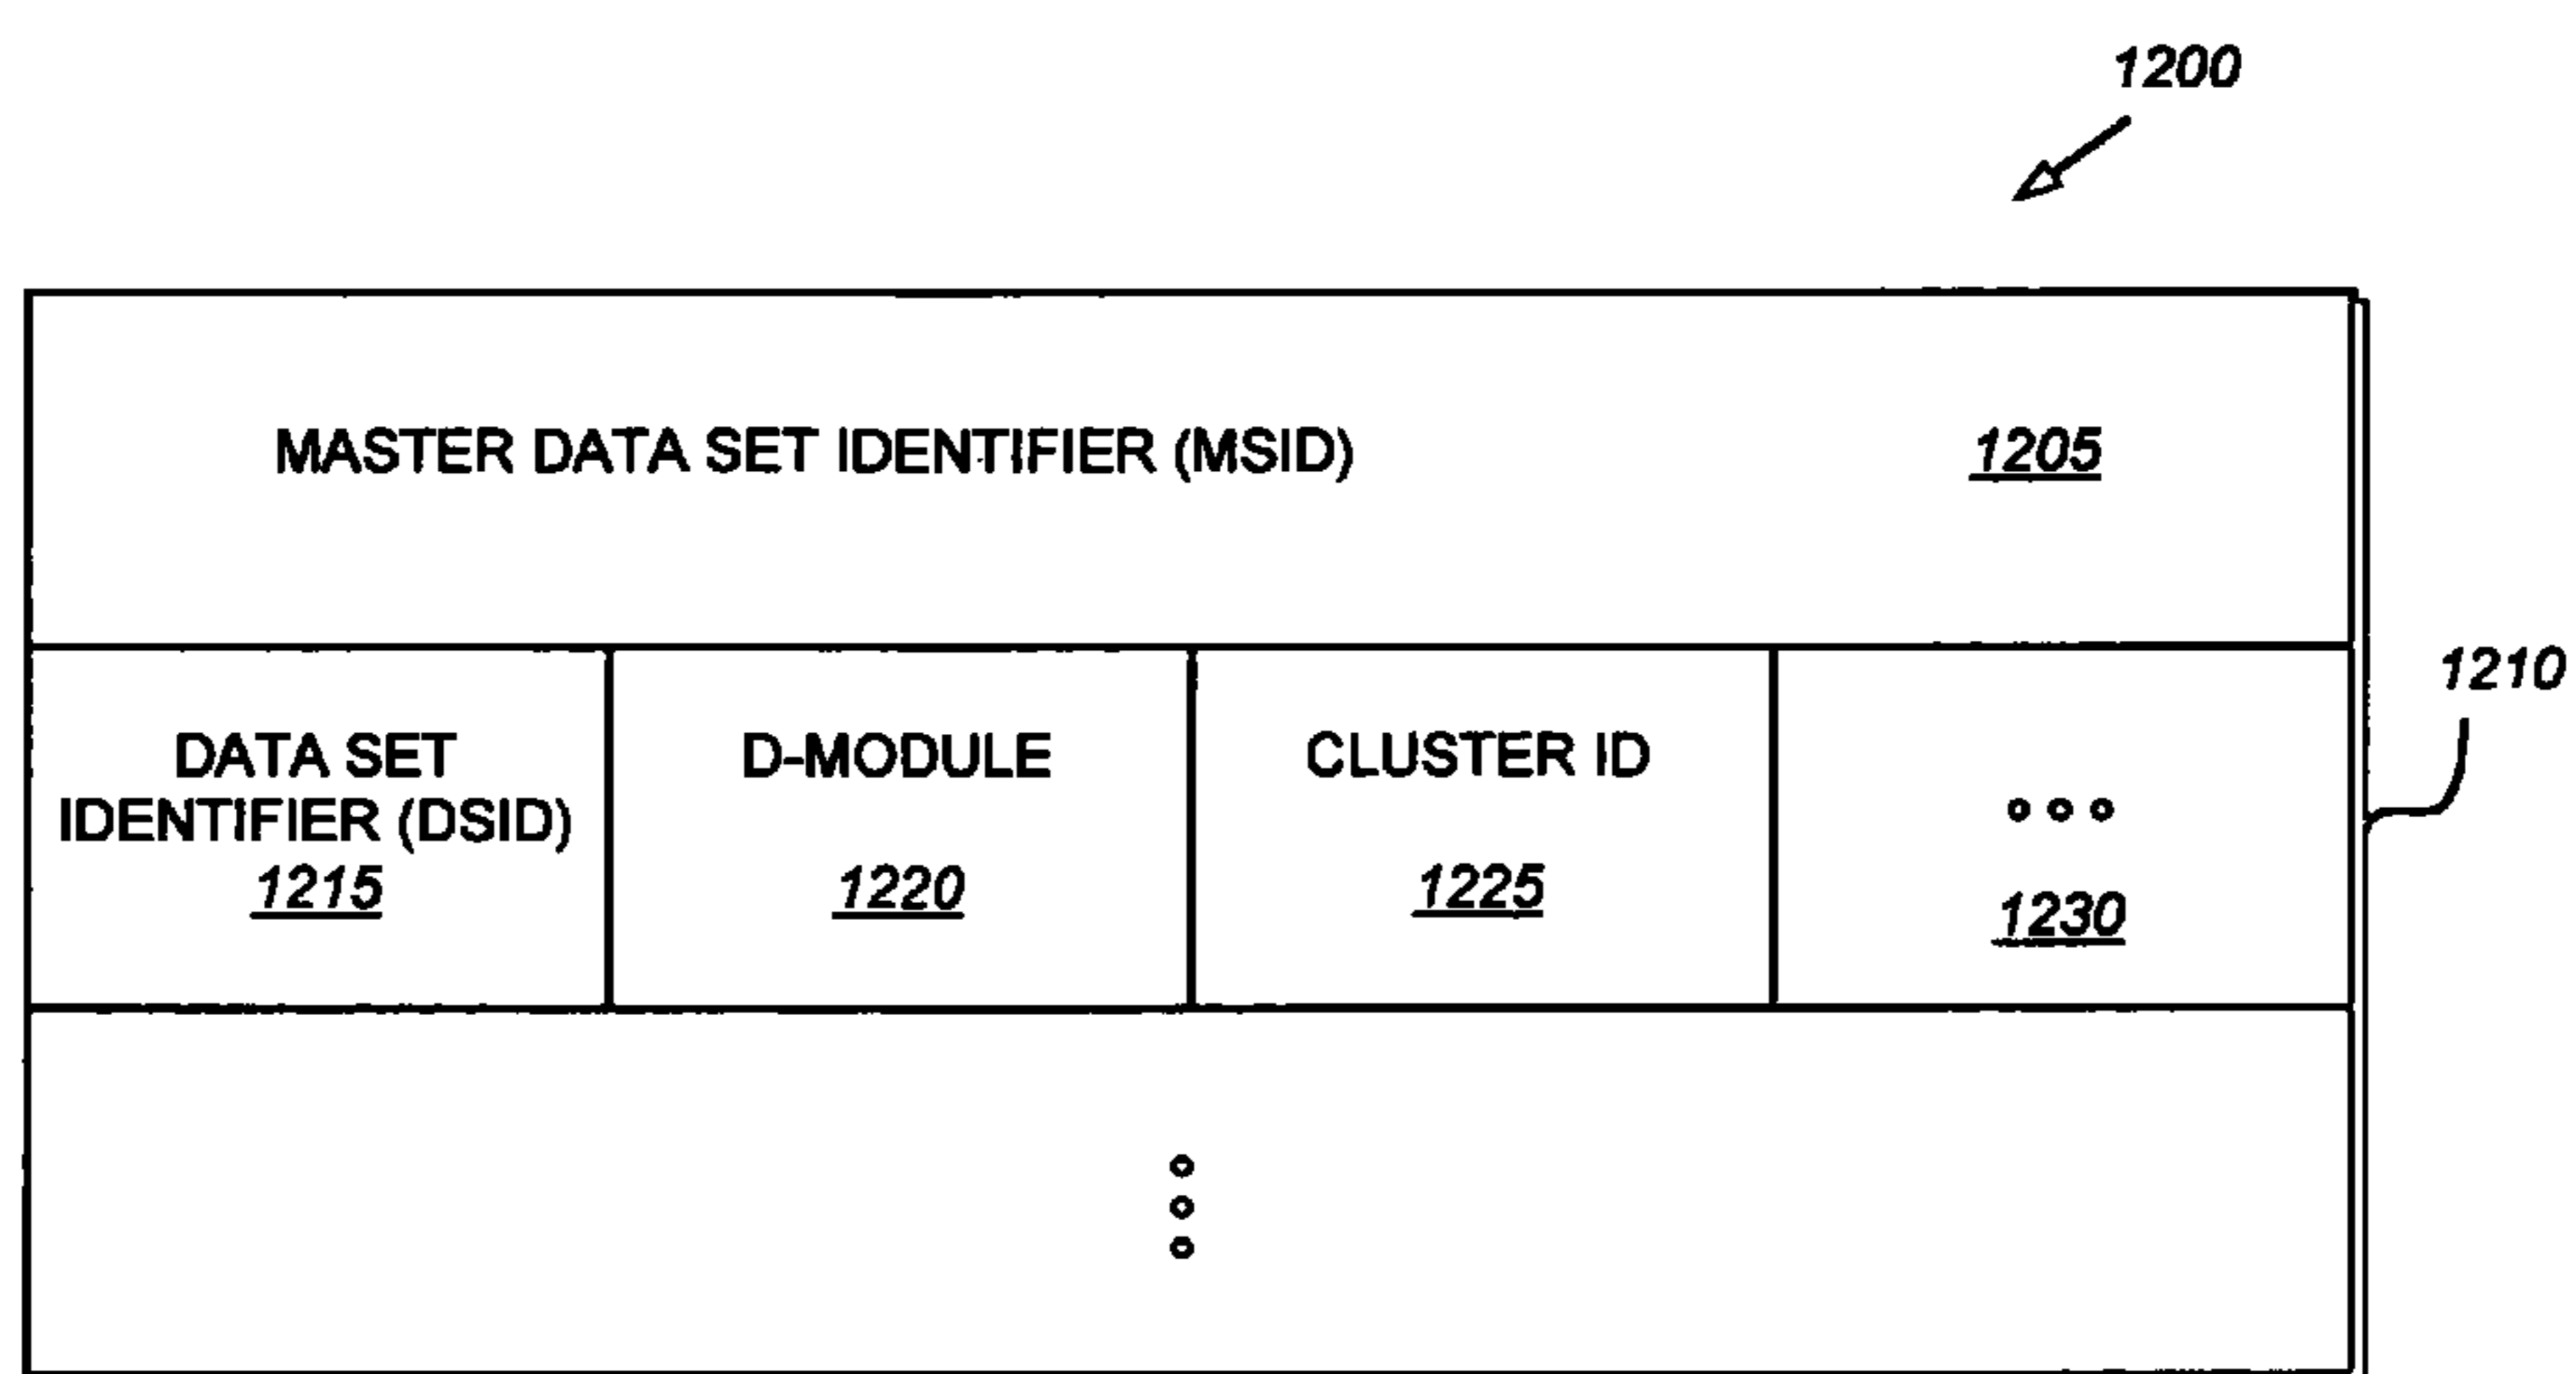 1200
MASTER DATA SET IDENTIFIER (MSID) 1205
1210
DATA SET IDENTIFIER (DSID) 1215
D-MODULE 1220
CLUSTER ID 1225
1230